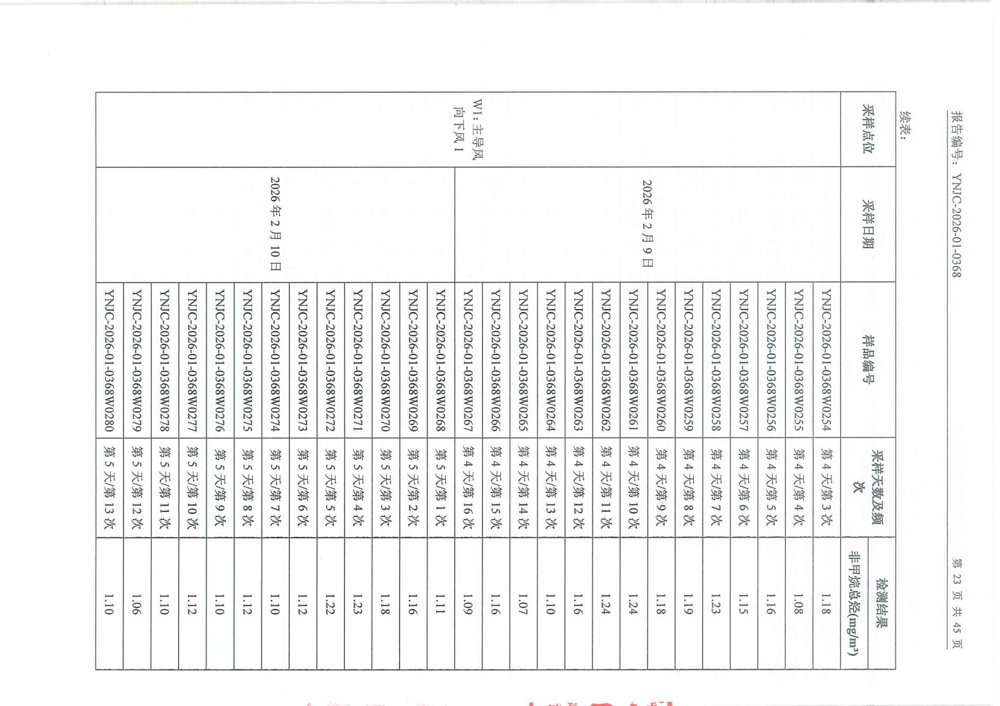 报告编号：YNJC-2026-01-0368 第 23 页 共 45 页
续表：
采样点位 采样日期 样品编号 采样天数及频次 检测结果
非甲烷总烃(mg/m³)
W1：主导风
向下风 1
2026 年 2 月 9 日
YNJC-2026-01-0368W0254 第 4 天/第 3 次 1.18
YNJC-2026-01-0368W0255 第 4 天/第 4 次 1.08
YNJC-2026-01-0368W0256 第 4 天/第 5 次 1.16
YNJC-2026-01-0368W0257 第 4 天/第 6 次 1.15
YNJC-2026-01-0368W0258 第 4 天/第 7 次 1.23
YNJC-2026-01-0368W0259 第 4 天/第 8 次 1.19
YNJC-2026-01-0368W0260 第 4 天/第 9 次 1.18
YNJC-2026-01-0368W0261 第 4 天/第 10 次 1.24
YNJC-2026-01-0368W0262 第 4 天/第 11 次 1.24
YNJC-2026-01-0368W0263 第 4 天/第 12 次 1.16
YNJC-2026-01-0368W0264 第 4 天/第 13 次 1.10
YNJC-2026-01-0368W0265 第 4 天/第 14 次 1.07
YNJC-2026-01-0368W0266 第 4 天/第 15 次 1.16
YNJC-2026-01-0368W0267 第 4 天/第 16 次 1.09
2026 年 2 月 10 日
YNJC-2026-01-0368W0268 第 5 天/第 1 次 1.11
YNJC-2026-01-0368W0269 第 5 天/第 2 次 1.16
YNJC-2026-01-0368W0270 第 5 天/第 3 次 1.18
YNJC-2026-01-0368W0271 第 5 天/第 4 次 1.23
YNJC-2026-01-0368W0272 第 5 天/第 5 次 1.22
YNJC-2026-01-0368W0273 第 5 天/第 6 次 1.12
YNJC-2026-01-0368W0274 第 5 天/第 7 次 1.10
YNJC-2026-01-0368W0275 第 5 天/第 8 次 1.12
YNJC-2026-01-0368W0276 第 5 天/第 9 次 1.10
YNJC-2026-01-0368W0277 第 5 天/第 10 次 1.12
YNJC-2026-01-0368W0278 第 5 天/第 11 次 1.10
YNJC-2026-01-0368W0279 第 5 天/第 12 次 1.06
YNJC-2026-01-0368W0280 第 5 天/第 13 次 1.10